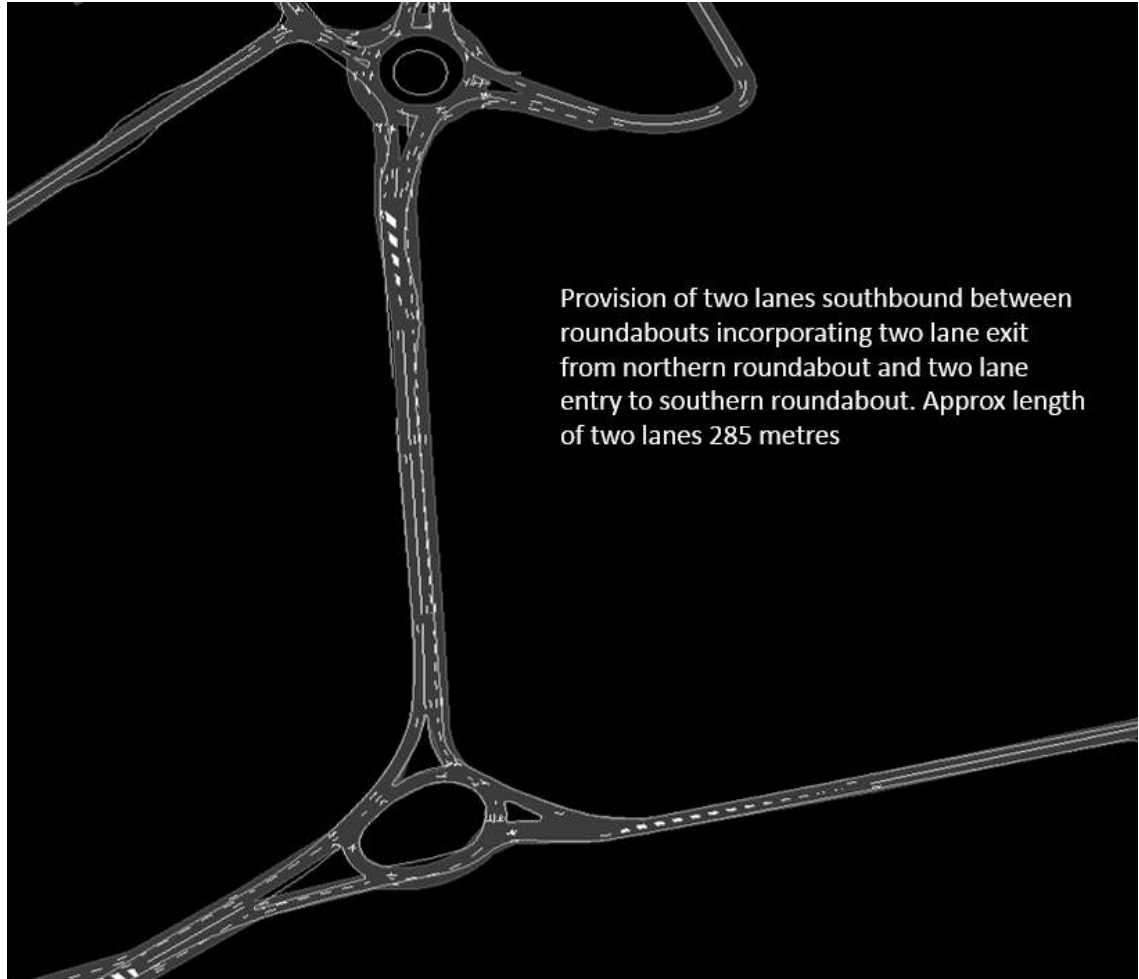 Provision of two lanes southbound between
roundabouts incorporating two lane exit
from northern roundabout and two lane
entry to southern roundabout. Approx length
of two lanes 285 metres